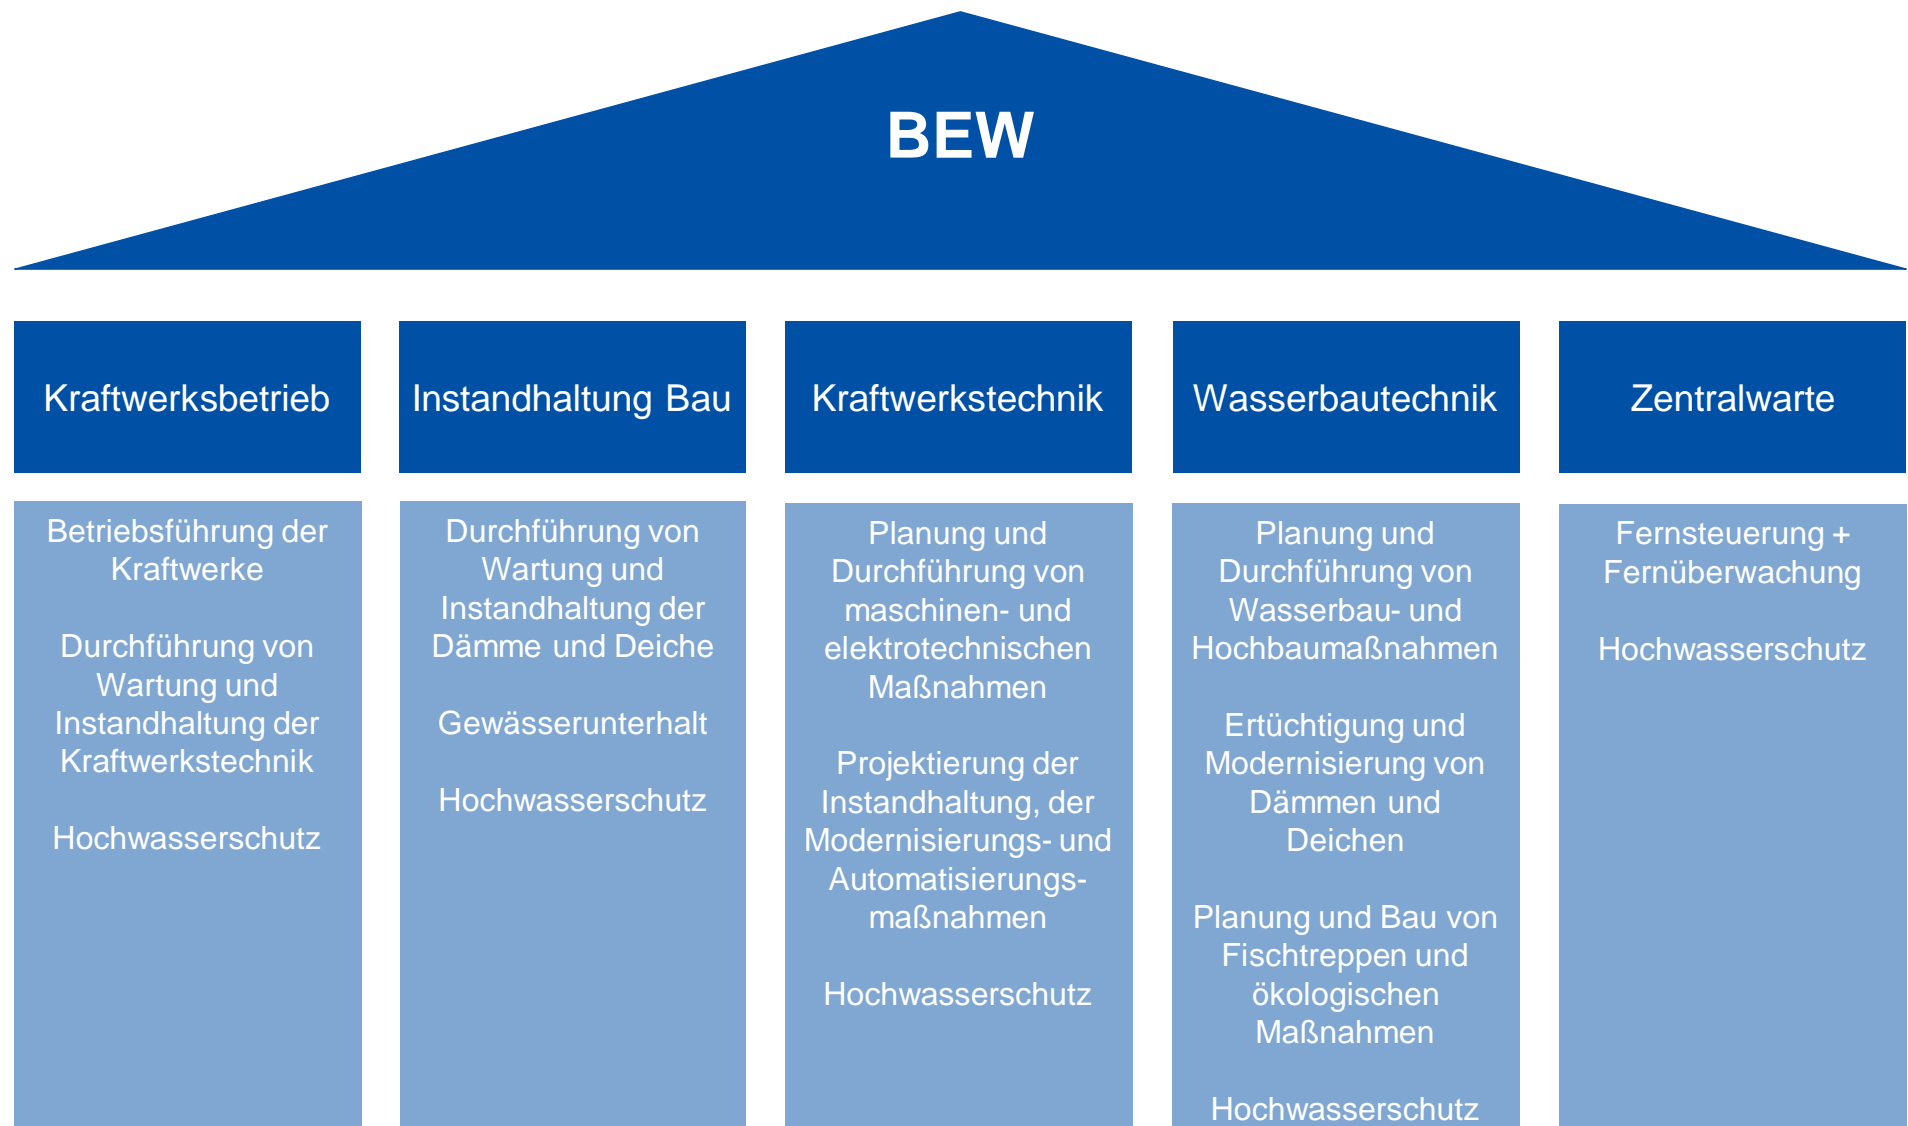 BEW
Kraftwerksbetrieb
Instandhaltung Bau
Kraftwerkstechnik
Wasserbautechnik
Zentralwarte
Betriebsführung der
Kraftwerke
Durchführung von
Wartung und
Instandhaltung der
Kraftwerkstechnik
Hochwasserschutz
Durchführung von
Wartung und
Instandhaltung der
Dämme und Deiche
Gewässerunterhalt
Hochwasserschutz
Planung und
Durchführung von
maschinen- und
elektrotechnischen
Maßnahmen
Projektierung der
Instandhaltung, der
Modernisierungs- und
Automatisierungs-
maßnahmen
Hochwasserschutz
Planung und
Durchführung von
Wasserbau- und
Hochbaumaßnahmen
Ertüchtigung und
Modernisierung von
Dämmen und
Deichen
Planung und Bau von
Fischtreppen und
ökologischen
Maßnahmen
Hochwasserschutz
Fernsteuerung +
Fernüberwachung
Hochwasserschutz